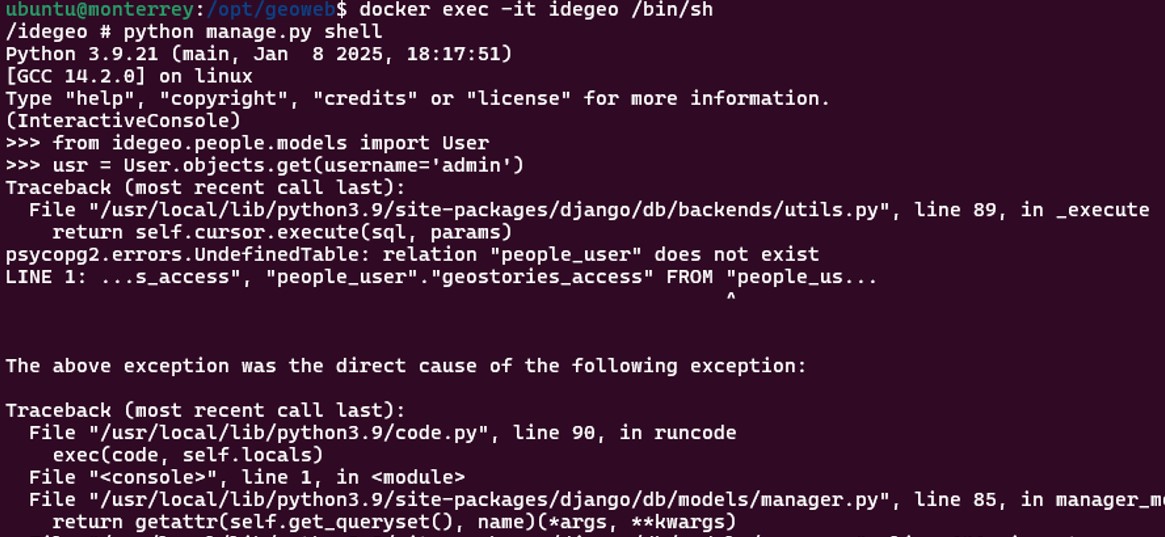 ubuntu@monterrey:/opt/geoweb$ docker exec -it idegeo /bin/sh
/idegeo # python manage.py shell
Python 3.9.21 (main, Jan  8 2025, 18:17:51)
[GCC 14.2.0] on linux
Type "help", "copyright", "credits" or "license" for more information.
(InteractiveConsole)
>>> from idegeo.people.models import User
>>> usr = User.objects.get(username='admin')
Traceback (most recent call last):
  File "/usr/local/lib/python3.9/site-packages/django/db/backends/utils.py", line 89, in _execute
    return self.cursor.execute(sql, params)
psycopg2.errors.UndefinedTable: relation "people_user" does not exist
LINE 1: ...s_access", "people_user"."geostories_access" FROM "people_us...
                                                             ^
The above exception was the direct cause of the following exception:
Traceback (most recent call last):
  File "/usr/local/lib/python3.9/code.py", line 90, in runcode
    exec(code, self.locals)
  File "<console>", line 1, in <module>
  File "/usr/local/lib/python3.9/site-packages/django/db/models/manager.py", line 85, in
    return getattr(self.get_queryset(), name)(*args, **kwargs)